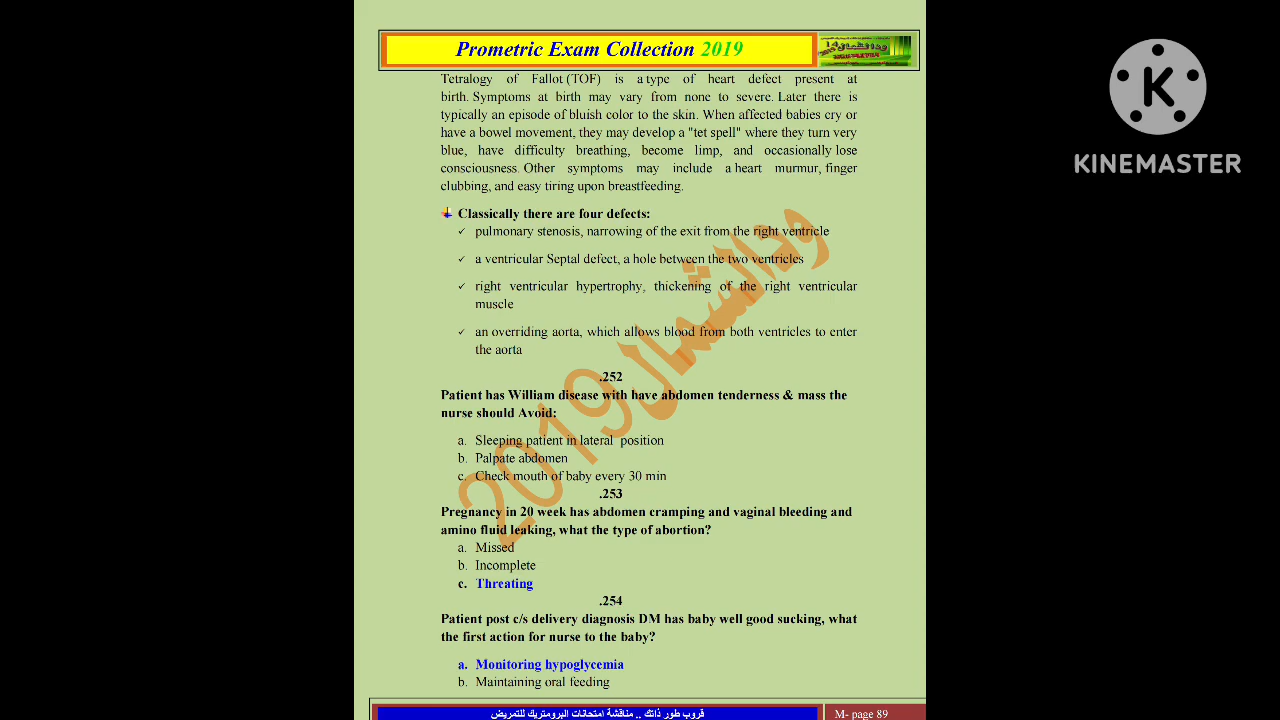 Prometric Exam Collection 2019
KINEMASTER
Tetralogy of Fallot (TOF) is a type of heart defect present at
birth. Symptoms at birth may vary from none to severe. Later there is
typically an episode of bluish color to the skin. When affected babies cry or
have a bowel movement, they may develop a "tet spell" where they turn very
blue, have difficulty breathing, become limp, and occasionally lose
consciousness. Other symptoms may include a heart murmur, finger
clubbing, and easy tiring upon breastfeeding.
Classically there are four defects:
✓ pulmonary stenosis, narrowing of the exit from the right ventricle
✓ a ventricular Septal defect, a hole between the two ventricles
✓ right ventricular hypertrophy, thickening of the right ventricular
muscle
✓ an overriding aorta, which allows blood from both ventricles to enter
the aorta
ودالشمال 2019
.252
Patient has William disease with have abdomen tenderness & mass the
nurse should Avoid:
a. Sleeping patient in lateral position
b. Palpate abdomen
c. Check mouth of baby every 30 min
.253
Pregnancy in 20 week has abdomen cramping and vaginal bleeding and
amino fluid leaking, what the type of abortion?
a. Missed
b. Incomplete
c. Threating
.254
Patient post c/s delivery diagnosis DM has baby well good sucking, what
the first action for nurse to the baby?
a. Monitoring hypoglycemia
b. Maintaining oral feeding
قروب طور ذاتك .. مناقشة امتحانات البرومتريك للتمريض
M- page 89